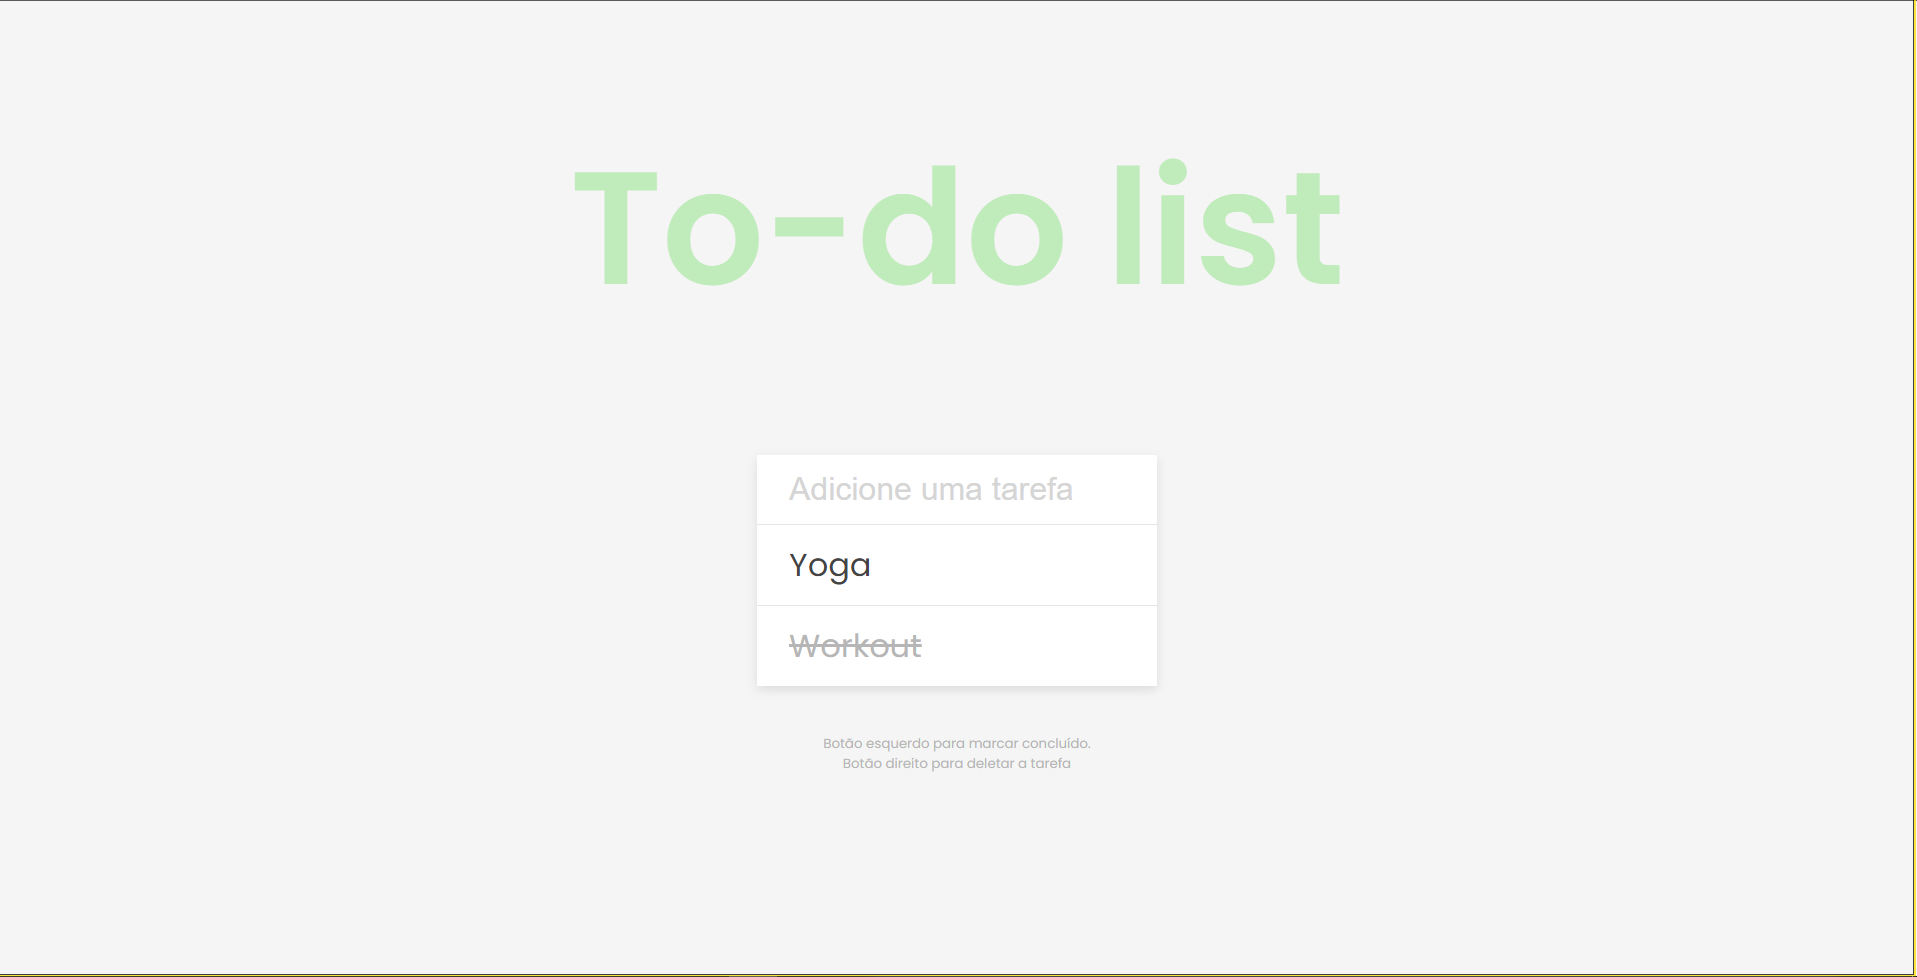 To-do list
Adicione uma tarefa
Yoga
Workout
Botão esquerdo para marcar concluído.
Botão direito para deletar a tarefa